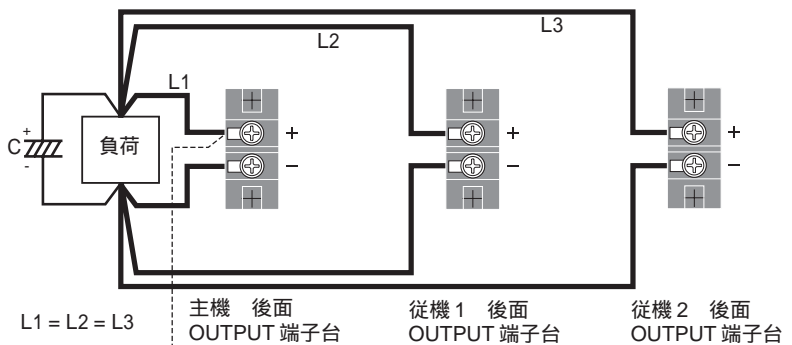 L3
L2
L1
+
C
-
負荷
+
−
+
−
+
−
L1 = L2 = L3
主機 後面
OUTPUT 端子台
従機 1 後面
OUTPUT 端子台
従機 2 後面
OUTPUT 端子台